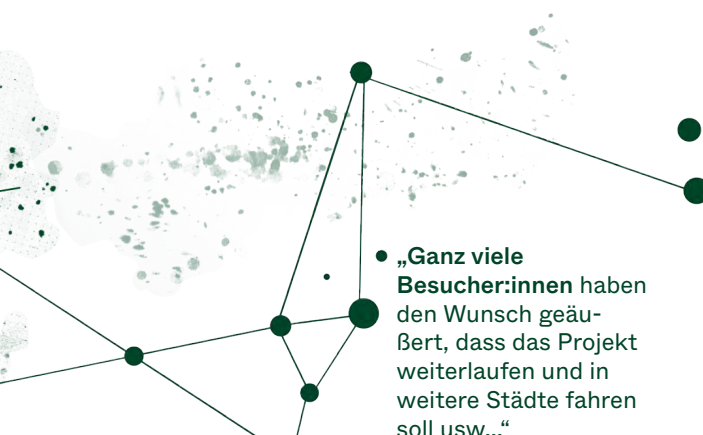 „Ganz viele
Besucher:innen haben
den Wunsch geäu-
ßert, dass das Projekt
weiterlaufen und in
weitere Städte fahren
soll usw...“